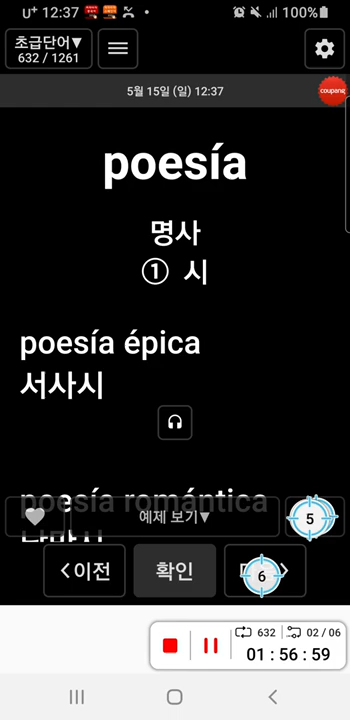 U+ 12:37
100%
초급단어▼
632 / 1261
5월 15일 (일) 12:37
coupang
poesía
명사
① 시
poesía épica
서사시
poesía romántica
예제 보기▼
5
이전
확인
6
632
02 / 06
01 : 56 : 59